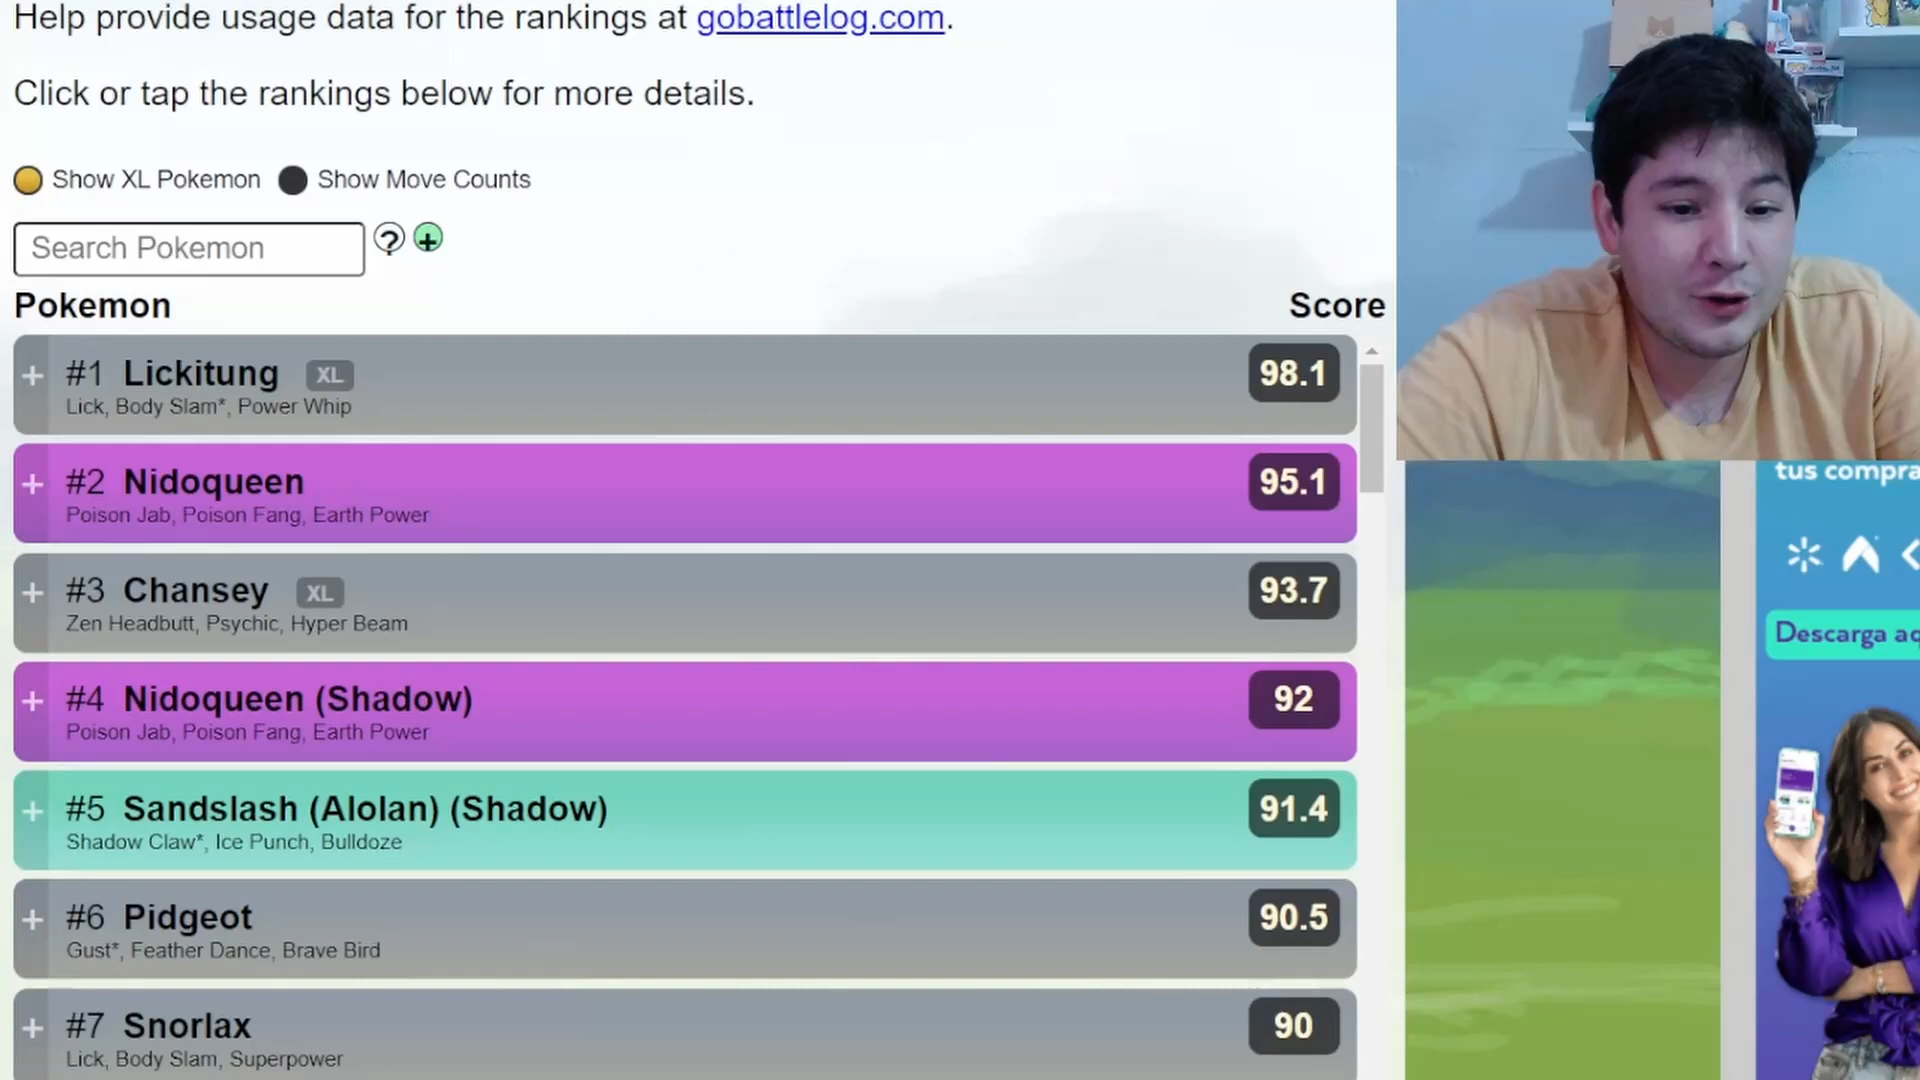 Help provide usage data for the rankings at gobattlelog.com.
Click or tap the rankings below for more details.
Show XL Pokemon Show Move Counts
Search Pokemon ? +
Pokemon Score
+ #1 Lickitung XL 98.1
Lick, Body Slam*, Power Whip
+ #2 Nidoqueen 95.1
Poison Jab, Poison Fang, Earth Power
+ #3 Chansey XL 93.7
Zen Headbutt, Psychic, Hyper Beam
+ #4 Nidoqueen (Shadow) 92
Poison Jab, Poison Fang, Earth Power
+ #5 Sandslash (Alolan) (Shadow) 91.4
Shadow Claw*, Ice Punch, Bulldoze
+ #6 Pidgeot 90.5
Gust*, Feather Dance, Brave Bird
+ #7 Snorlax 90
Lick, Body Slam, Superpower
tus compra
Descarga